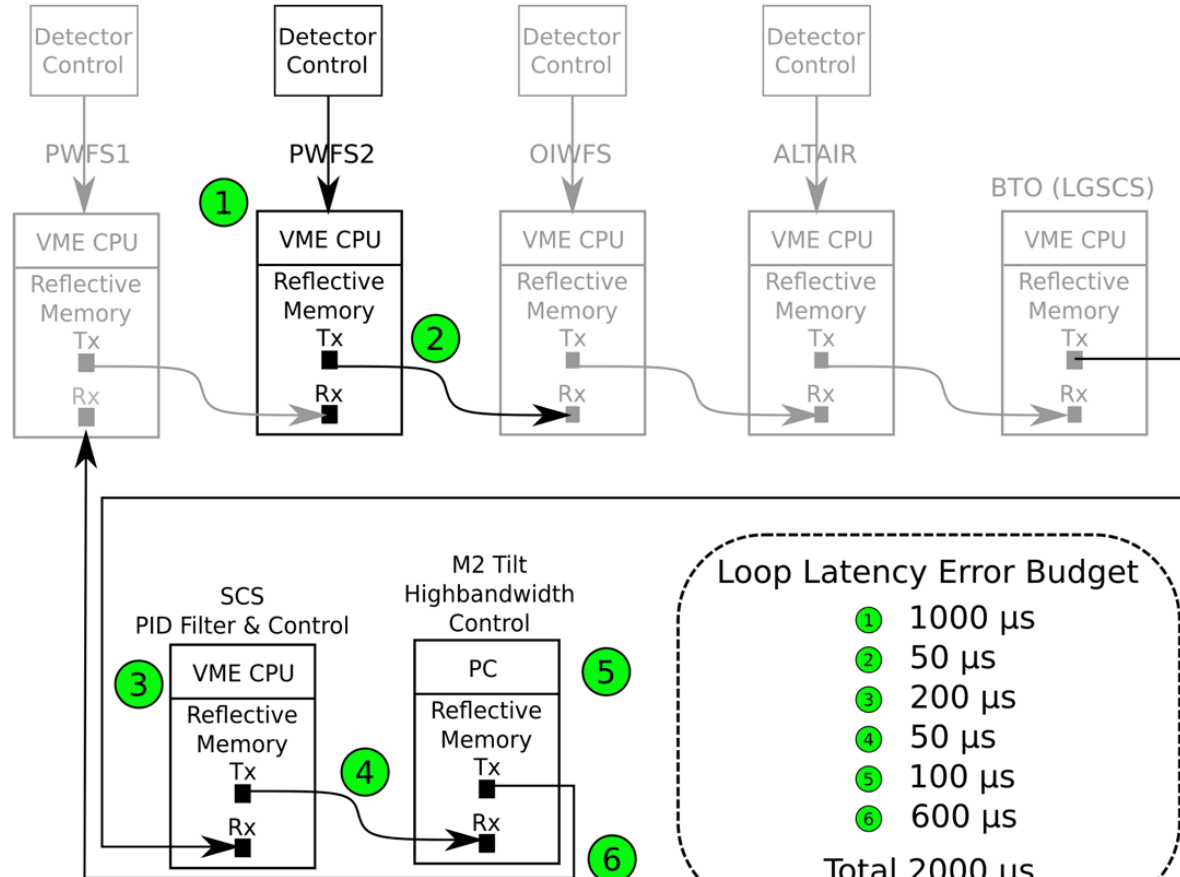 Detector
Control
Detector
Control
Detector
Control
Detector
Control
PWFS1
PWFS2
OIWFS
ALTAIR
BTO (LGSCS)
1
VME CPU
Reflective
Memory
Tx
Rx
VME CPU
Reflective
Memory
Tx
Rx
2
VME CPU
Reflective
Memory
Tx
Rx
VME CPU
Reflective
Memory
Tx
Rx
VME CPU
Reflective
Memory
Tx
Rx
SCS
PID Filter & Control
3
VME CPU
Reflective
Memory
Tx
Rx
4
M2 Tilt
Highbandwidth
Control
PC
Reflective
Memory
Tx
Rx
5
6
Loop Latency Error Budget
1 1000 µs
2 50 µs
3 200 µs
4 50 µs
5 100 µs
6 600 µs
Total 2000 µs